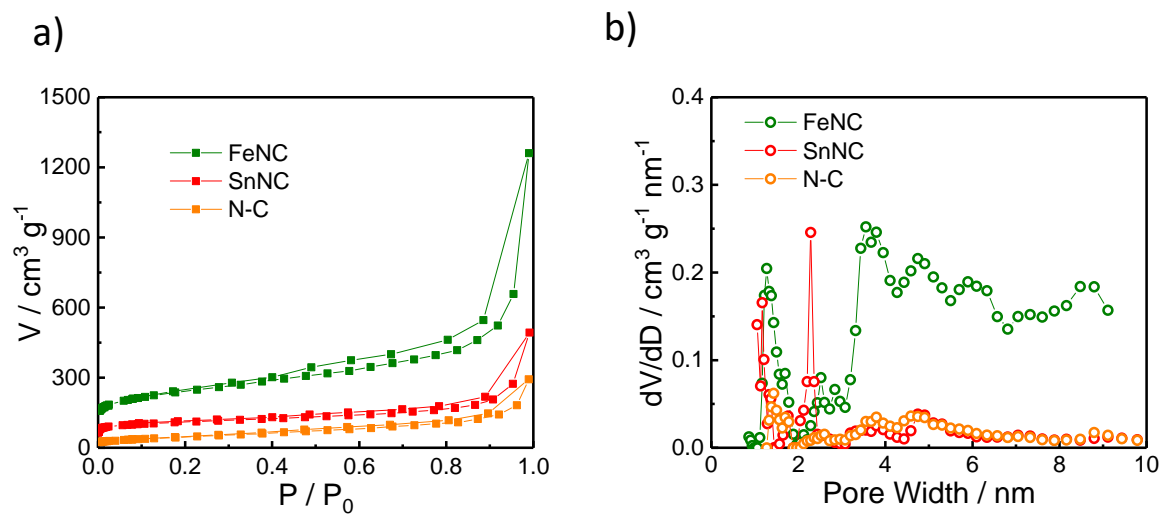 a)
1500
1200
900
600
300
0
0.0 0.2 0.4 0.6 0.8 1.0
V / cm³ g⁻¹
P / P₀
FeNC
SnNC
N-C
b)
0.4
0.3
0.2
0.1
0.0
0 2 4 6 8 10
dV/dD / cm³ g⁻¹ nm⁻¹
Pore Width / nm
FeNC
SnNC
N-C